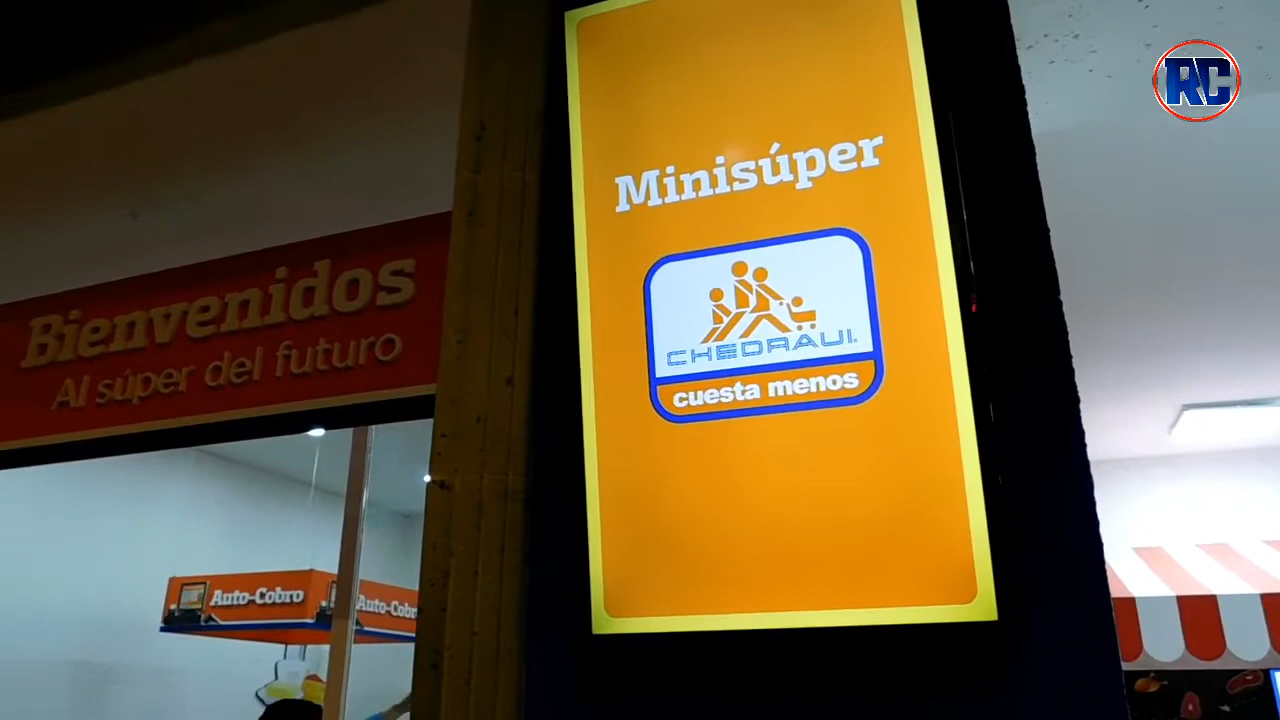 RC
Minisúper
CHEDRAUI
cuesta menos
Bienvenidos
Al súper del futuro
Auto-Cobro
Auto-Cobr